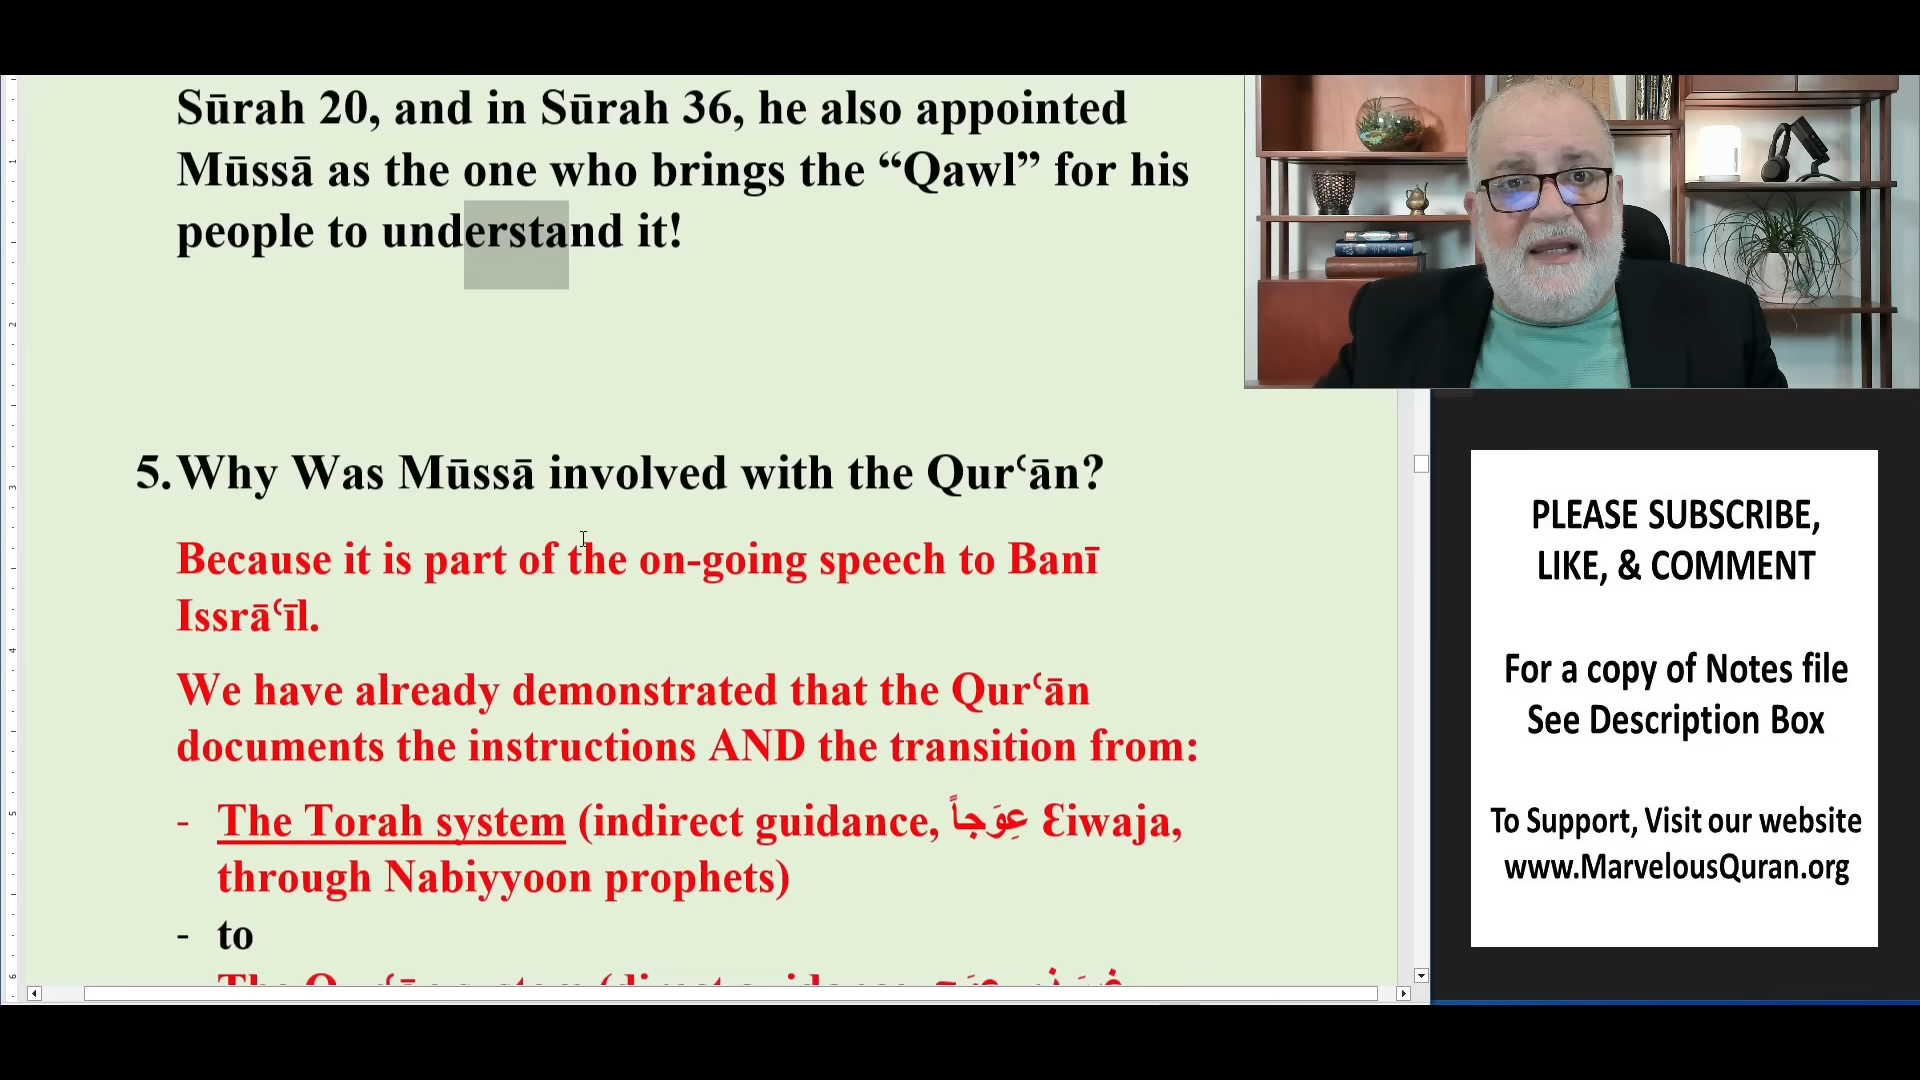 Sūrah 20, and in Sūrah 36, he also appointed
Mūssā as the one who brings the “Qawl” for his
people to understand it!
5. Why Was Mūssā involved with the Qurʿān?
Because it is part of the on-going speech to Banī
Issrāʿīl.
We have already demonstrated that the Qurʿān
documents the instructions AND the transition from:
- The Torah system (indirect guidance, عِوَجاً Ɛiwaja,
through Nabiyyoon prophets)
- to
PLEASE SUBSCRIBE,
LIKE, & COMMENT
For a copy of Notes file
See Description Box
To Support, Visit our website
www.MarvelousQuran.org